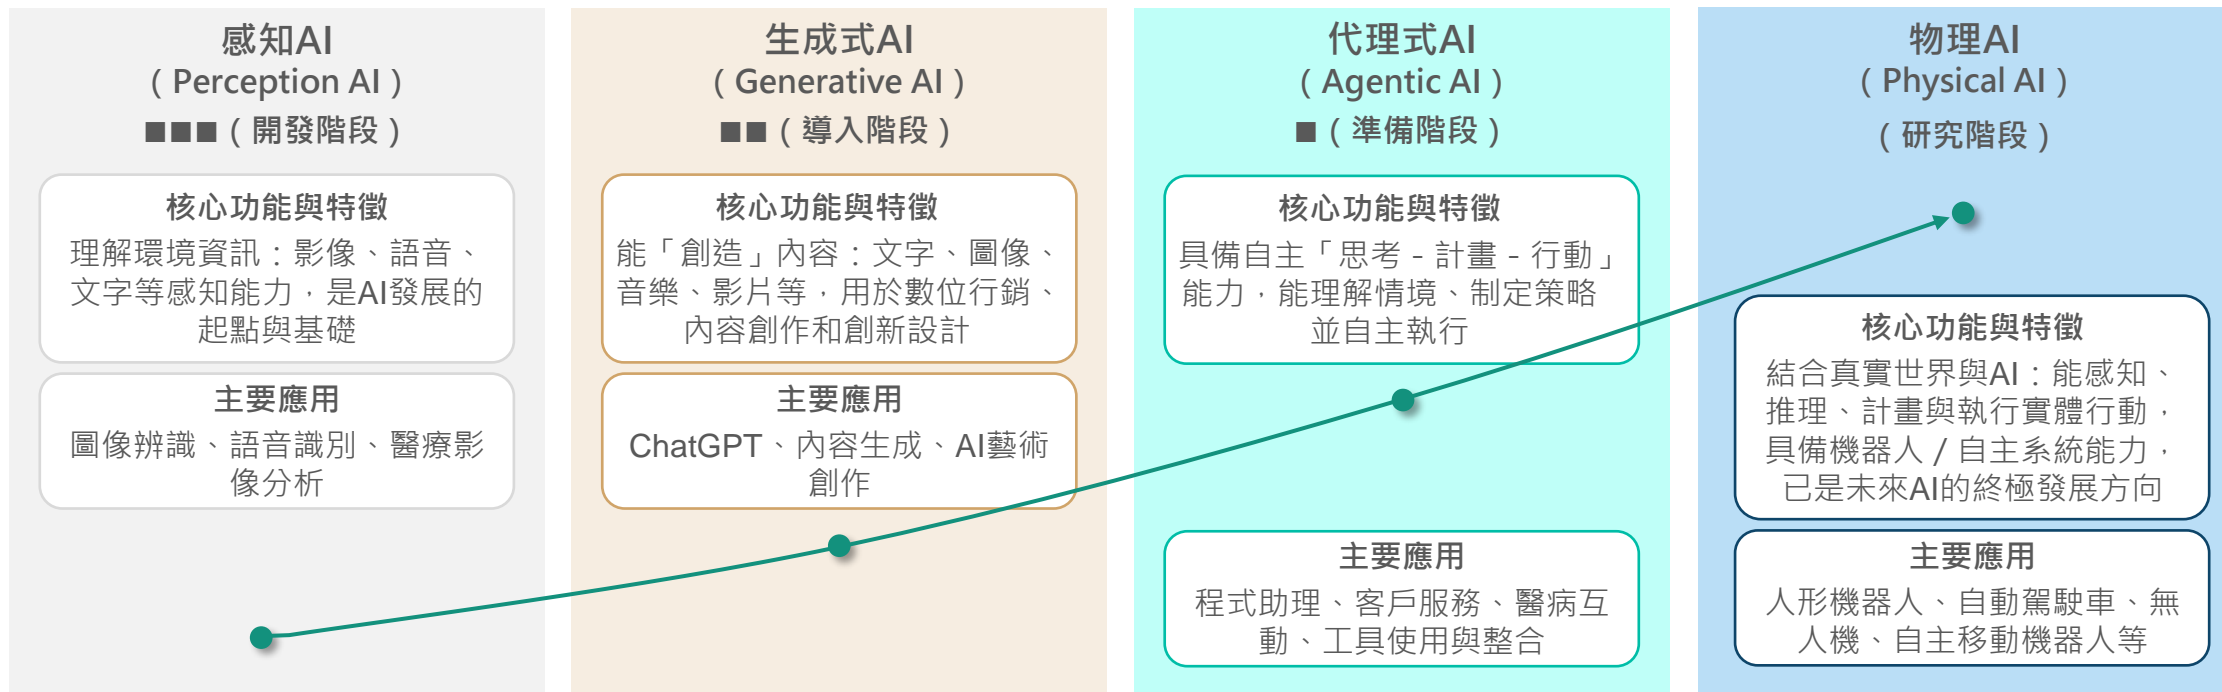 感知AI
（Perception AI）
■■■（開發階段）
核心功能與特徵
理解環境資訊：影像、語音、
文字等感知能力，是AI發展的
起點與基礎
主要應用
圖像辨識、語音識別、醫療影
像分析
生成式AI
（Generative AI）
■■（導入階段）
核心功能與特徵
能「創造」內容：文字、圖像、
音樂、影片等，用於數位行銷、
內容創作和創新設計
主要應用
ChatGPT、內容生成、AI藝術
創作
代理式AI
（Agentic AI）
■（準備階段）
核心功能與特徵
具備自主「思考 - 計畫 - 行動」
能力，能理解情境、制定策略
並自主執行
主要應用
程式助理、客戶服務、醫病互
動、工具使用與整合
物理AI
（Physical AI）
（研究階段）
核心功能與特徵
結合真實世界與AI：能感知、
推理、計畫與執行實體行動，
具備機器人 / 自主系統能力，
已是未來AI的終極發展方向
主要應用
人形機器人、自動駕駛車、無
人機、自主移動機器人等